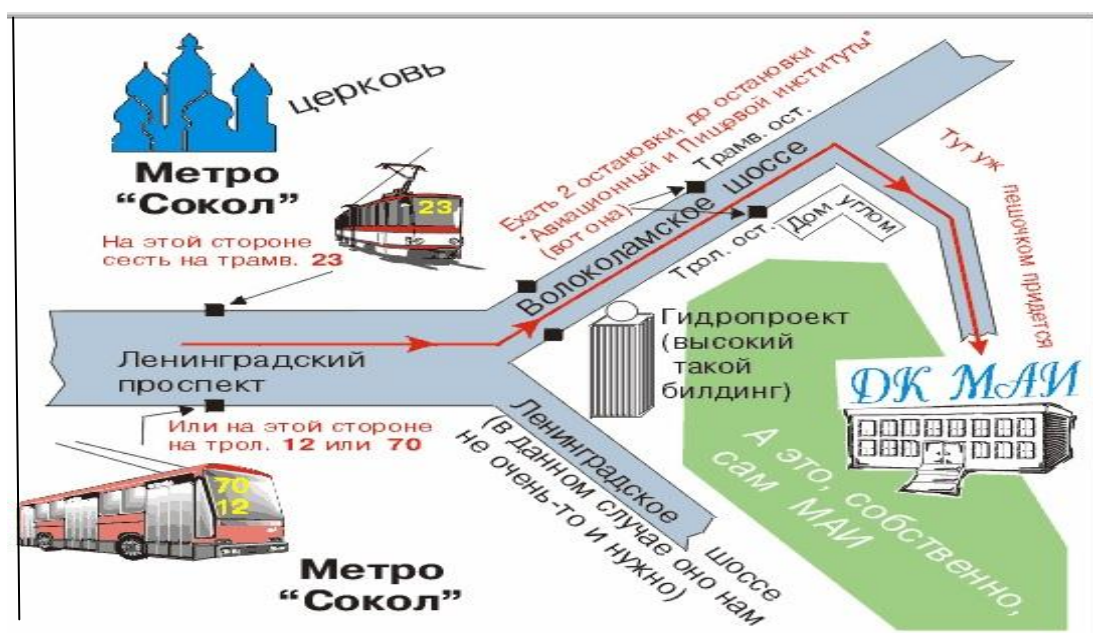 церковь
Метро
“Сокол”
На этой стороне
сесть на трамв. 23
23
Ехать 2 остановки, до остановки
"Авиационный и Пищевой институты"
(вот она)
Трамв. ост.
Волоколамское шоссе
Трол. ост.
Дом углом
Тут уж пешочком придется
Ленинградский
проспект
Гидропроект
(высокий
такой
билдинг)
ДК МАИ
Или на этой стороне
на трол. 12 или 70
70
12
Метро
“Сокол”
Ленинградское шоссе
(в данном случае оно нам
не очень-то и нужно)
А это, собственно,
сам МАИ